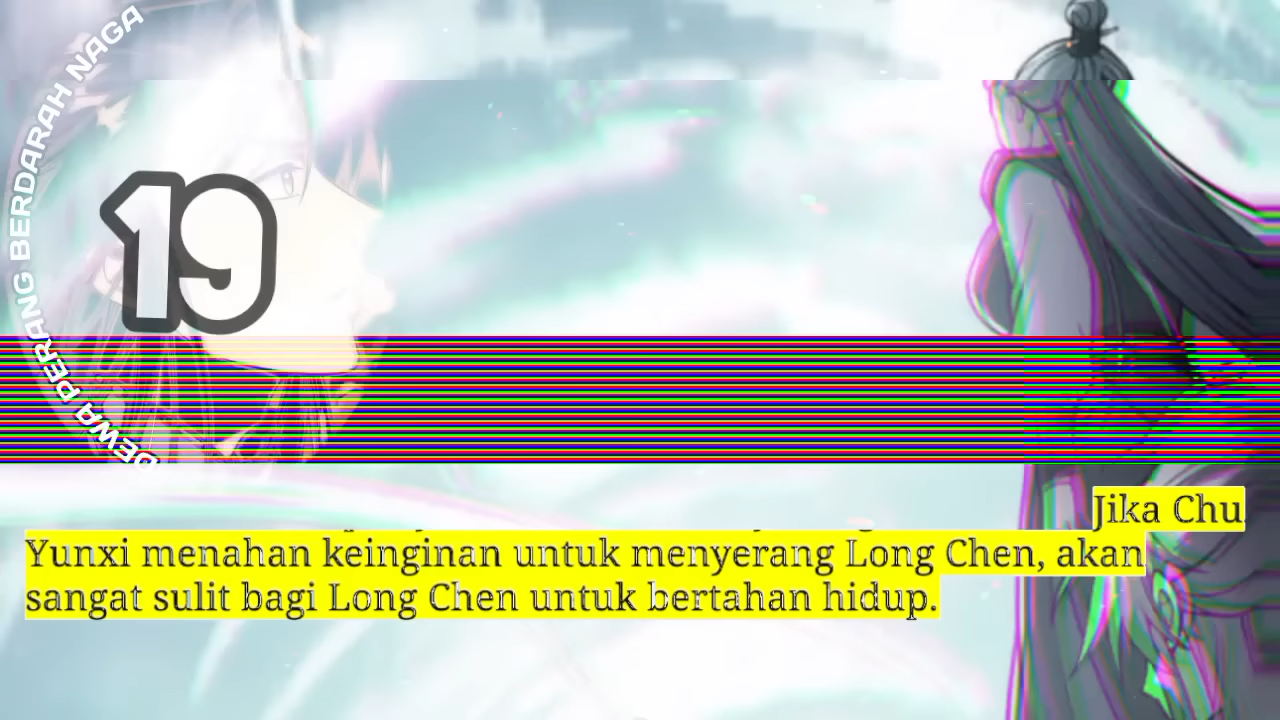 DEWA PERANG BERDARAH NAGA
19
Jika Chu
Yunxi menahan keinginan untuk menyerang Long Chen, akan
sangat sulit bagi Long Chen untuk bertahan hidup.